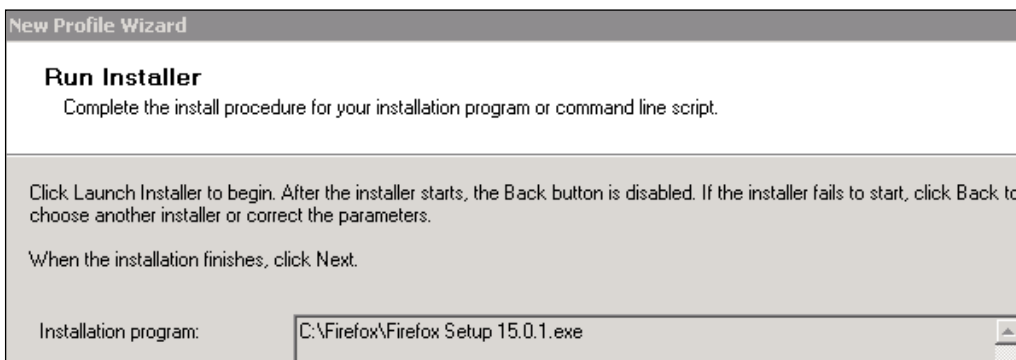 New Profile Wizard
Run Installer
Complete the install procedure for your installation program or command line script.
Click Launch Installer to begin. After the installer starts, the Back button is disabled. If the installer fails to start, click Back to
choose another installer or correct the parameters.
When the installation finishes, click Next.
Installation program:
C:\Firefox\Firefox Setup 15.0.1.exe